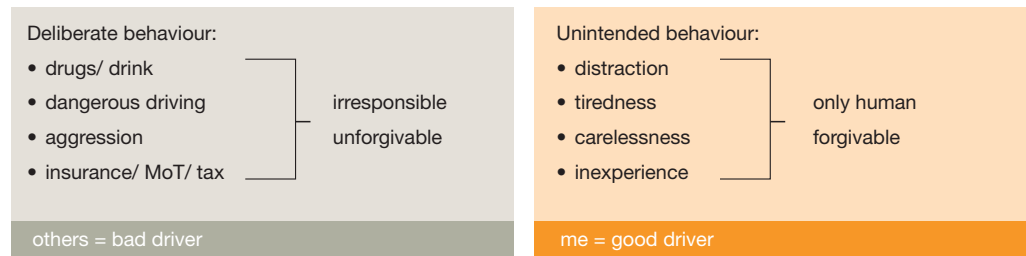 Deliberate behaviour:
• drugs/ drink
• dangerous driving
• aggression
• insurance/ MoT/ tax
irresponsible
unforgivable
others = bad driver
Unintended behaviour:
• distraction
• tiredness
• carelessness
• inexperience
only human
forgivable
me = good driver